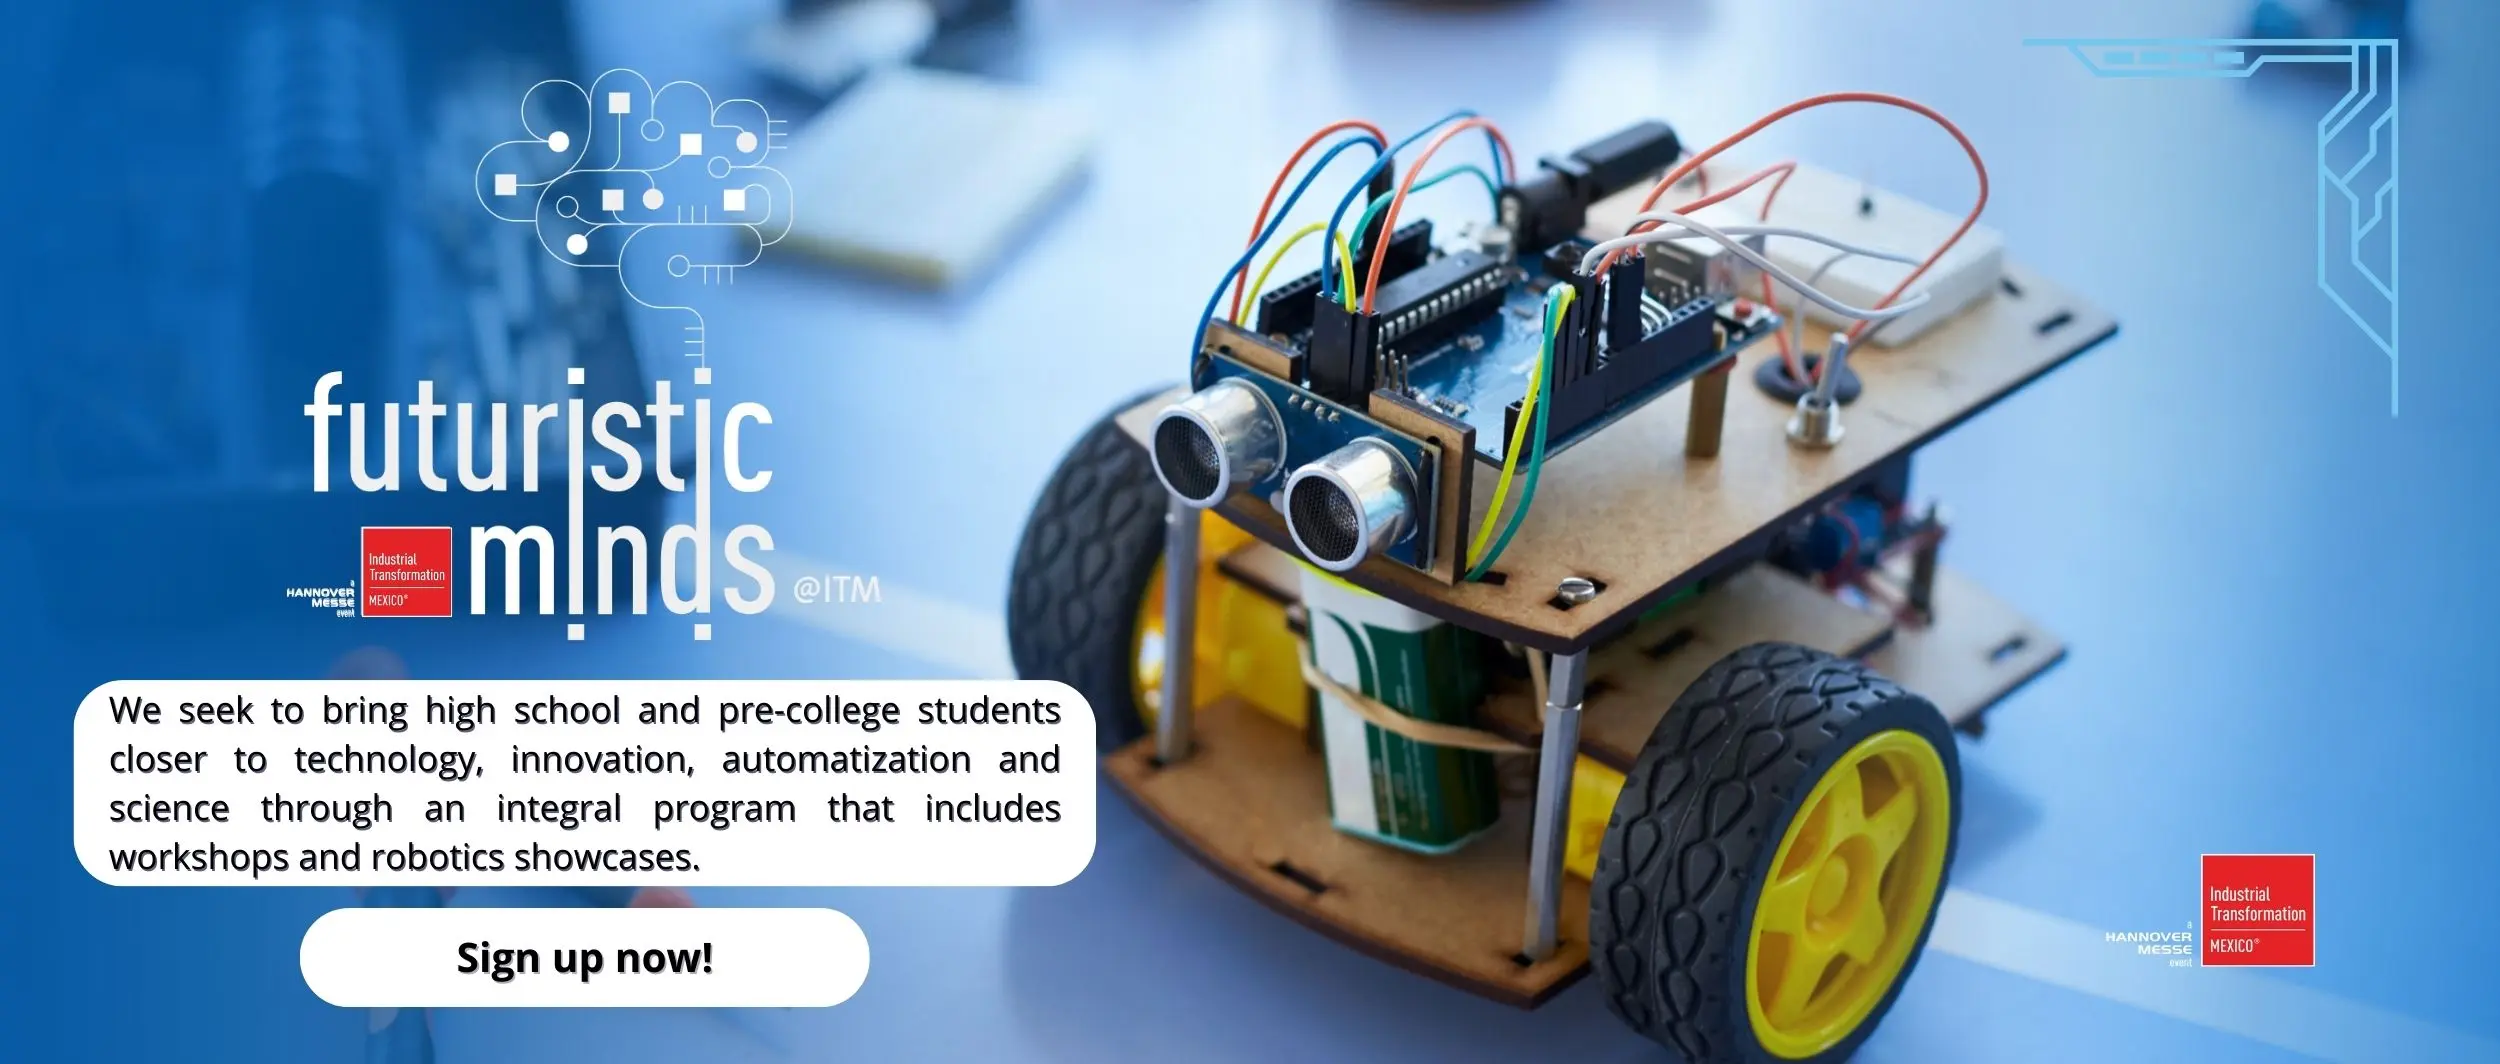 futuristic
minds
@ITM
a
HANNOVER
MESSE
event
Industrial
Transformation
MEXICO®
We seek to bring high school and pre-college students
closer to technology, innovation, automatization and
science through an integral program that includes
workshops and robotics showcases.
Sign up now!
a
HANNOVER
MESSE
event
Industrial
Transformation
MEXICO®